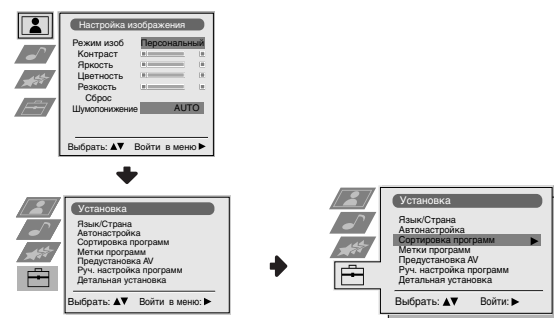 Настройка изображения
Режим изоб Персональный
Контраст
Яркость
Цветность
Резкость
Сброс
Шумопонижение AUTO
Выбрать: ▲▼ Войти в меню ▶
Установка
Язык/Страна
Автонастройка
Сортировка программ
Метки программ
Предустановка AV
Руч. настройка программ
Детальная установка
Выбрать: ▲▼ Войти в меню: ▶
Установка
Язык/Страна
Автонастройка
Сортировка программ ▶
Метки программ
Предустановка AV
Руч. настройка программ
Детальная установка
Выбрать: ▲▼ Войти: ▶